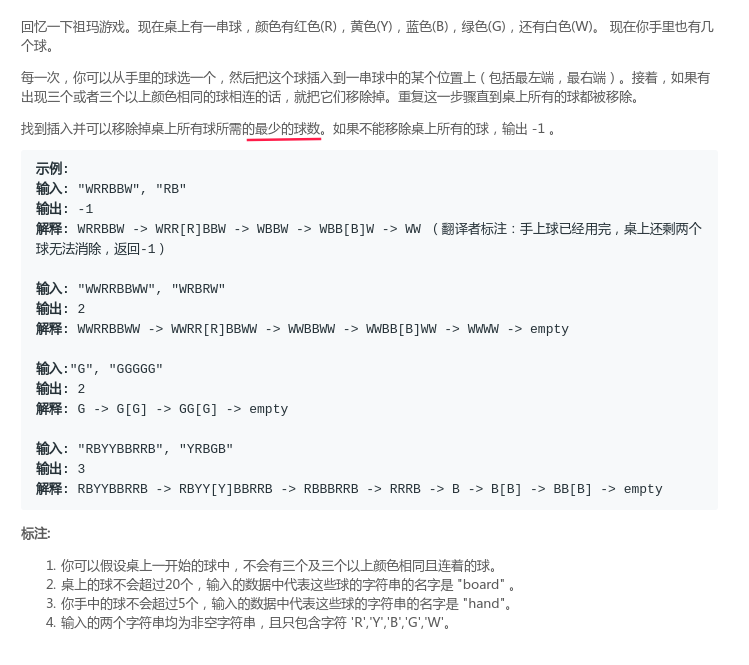 回忆一下祖玛游戏。现在桌上有一串球，颜色有红色(R)，黄色(Y)，蓝色(B)，绿色(G)，还有白色(W)。 现在你手里也有几
个球。
每一次，你可以从手里的球选一个，然后把这个球插入到一串球中的某个位置上（包括最左端，最右端）。接着，如果有
出现三个或者三个以上颜色相同的球相连的话，就把它们移除掉。重复这一步骤直到桌上所有的球都被移除。
找到插入并可以移除掉桌上所有球所需的最少的球数。如果不能移除桌上所有的球，输出 -1 。
示例:
输入: "WRRBBW", "RB"
输出: -1
解释: WRRBBW -> WRR[R]BBW -> WBBW -> WBB[B]W -> WW （翻译者标注：手上球已经用完，桌上还剩两个
球无法消除，返回-1）
输入: "WWRRBBWW", "WRBRW"
输出: 2
解释: WWRRBBWW -> WWRR[R]BBWW -> WWBBWW -> WWBB[B]WW -> WWWW -> empty
输入:"G", "GGGGG"
输出: 2
解释: G -> G[G] -> GG[G] -> empty
输入: "RBYYBBRRB", "YRBGB"
输出: 3
解释: RBYYBBRRB -> RBYY[Y]BBRRB -> RBBBRRB -> RRRB -> B -> B[B] -> BB[B] -> empty
标注:
1. 你可以假设桌上一开始的球中，不会有三个及三个以上颜色相同且连着的球。
2. 桌上的球不会超过20个，输入的数据中代表这些球的字符串的名字是 "board" 。
3. 你手中的球不会超过5个，输入的数据中代表这些球的字符串的名字是 "hand"。
4. 输入的两个字符串均为非空字符串，且只包含字符 'R','Y','B','G','W'。